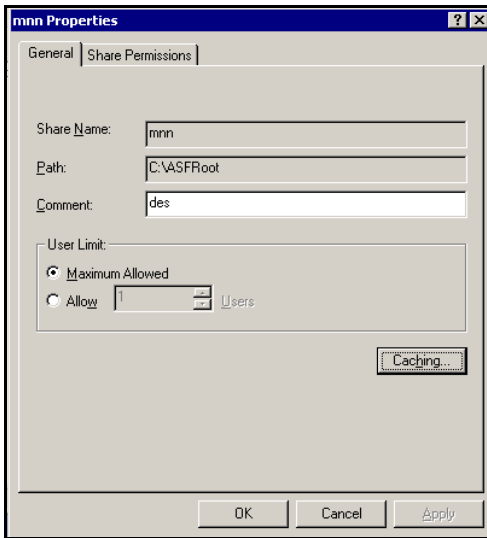 mnn Properties
General Share Permissions
Share Name: mnn
Path: C:\ASFRoot
Comment: des
User Limit:
Maximum Allowed
Allow 1 Users
Caching...
OK Cancel Apply